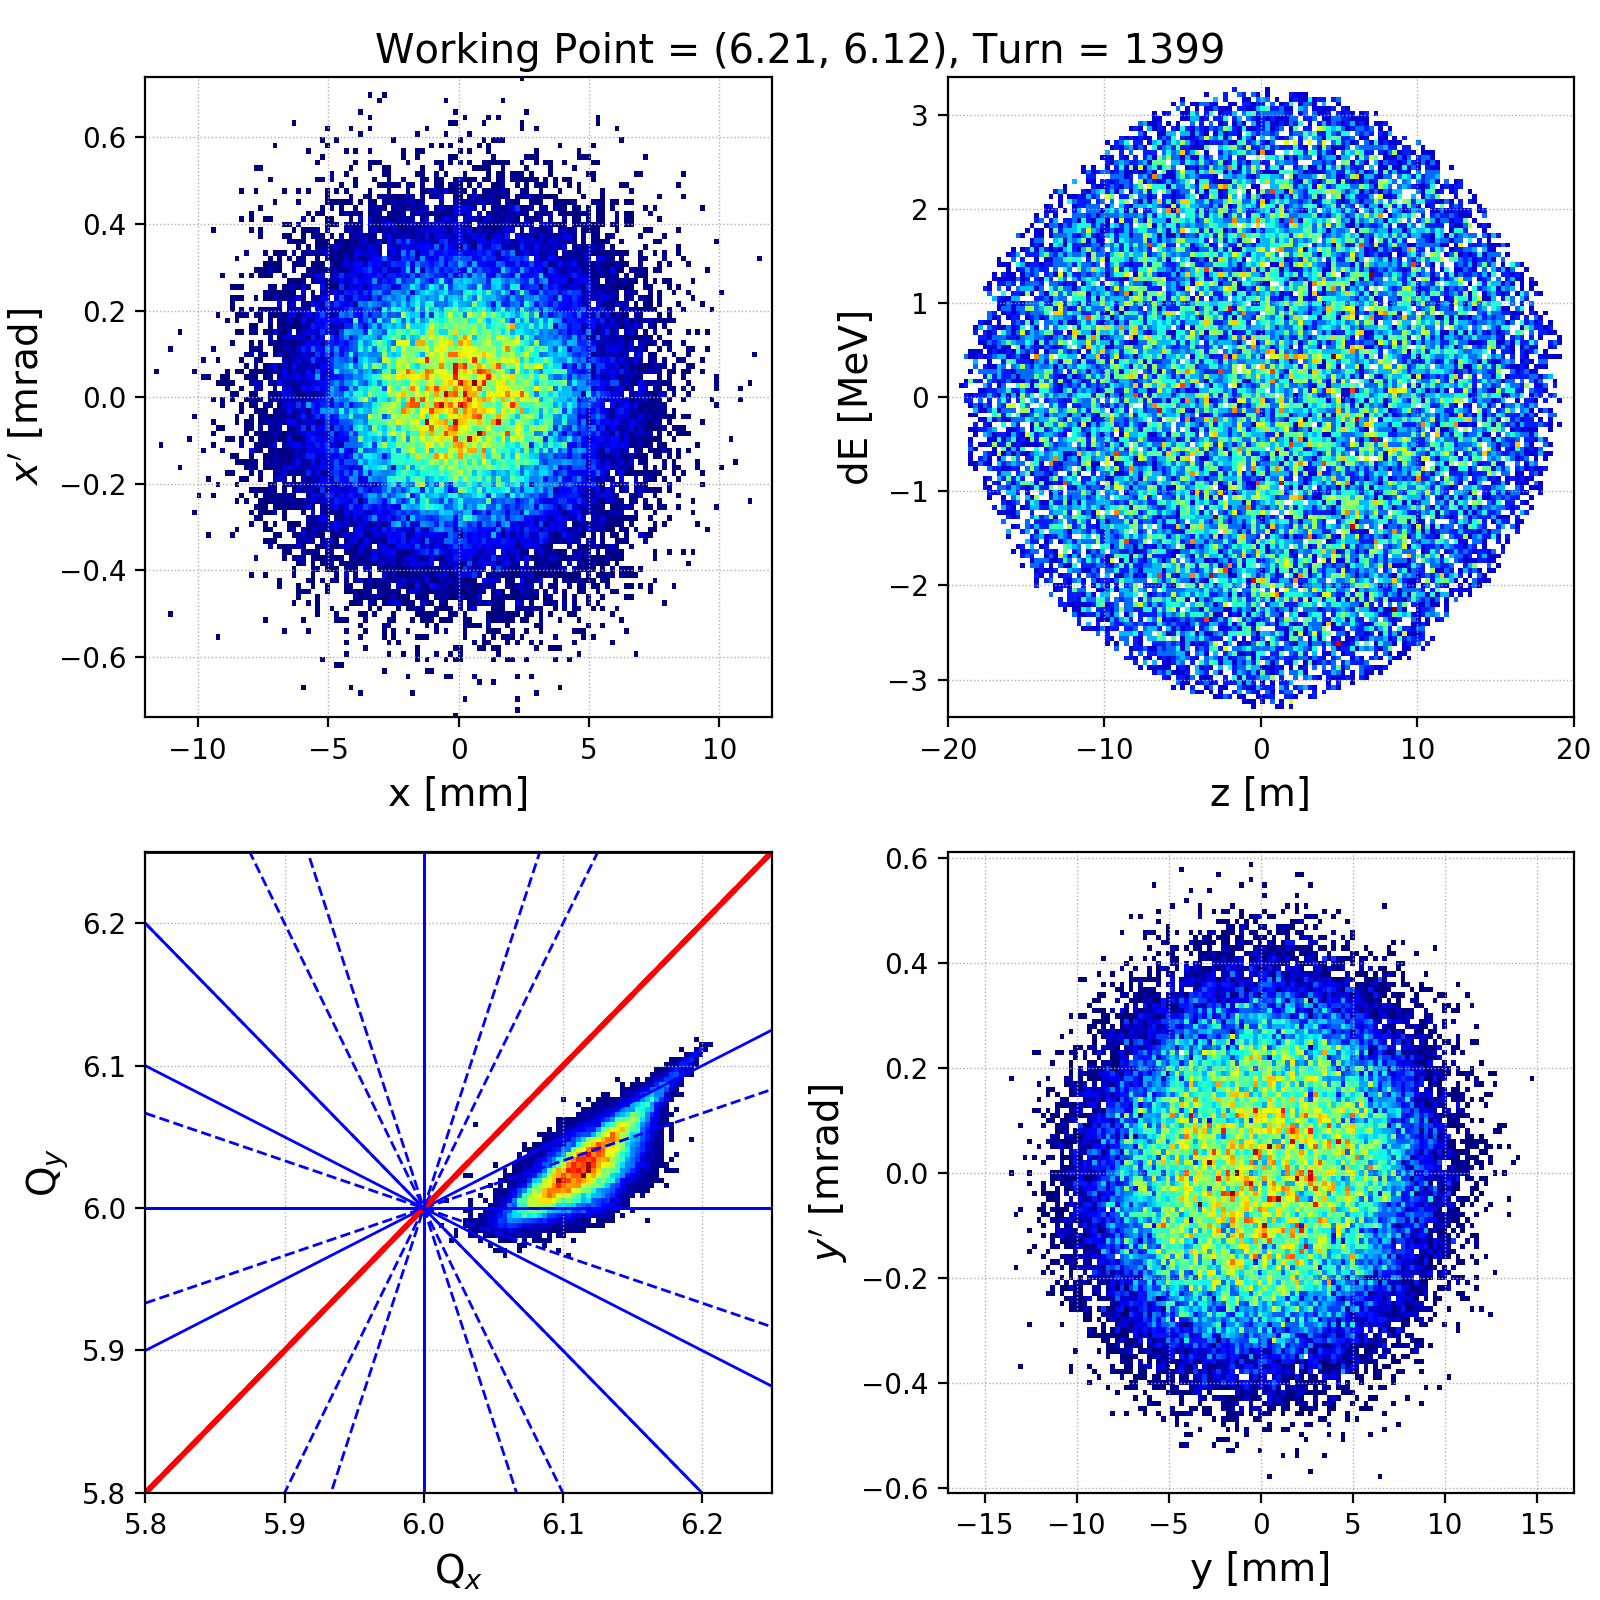 Working Point = (6.21, 6.12), Turn = 1399
0.6
0.4
0.2
0.0
−0.2
−0.4
−0.6
x′ [mrad]
−10 −5 0 5 10
x [mm]
3
2
1
0
−1
−2
−3
dE [MeV]
−20 −10 0 10 20
z [m]
6.2
6.1
6.0
5.9
5.8
Qy
5.8 5.9 6.0 6.1 6.2
Qx
0.6
0.4
0.2
0.0
−0.2
−0.4
−0.6
y′ [mrad]
−15 −10 −5 0 5 10 15
y [mm]